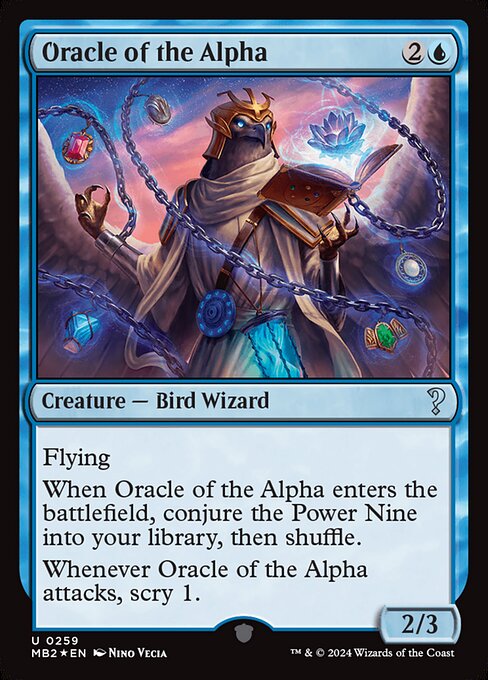 Oracle of the Alpha 2
Creature — Bird Wizard
Flying
When Oracle of the Alpha enters the
battlefield, conjure the Power Nine
into your library, then shuffle.
Whenever Oracle of the Alpha
attacks, scry 1.
2/3
U 0259
MB2★EN Nino Vecia
™ & © 2024 Wizards of the Coast